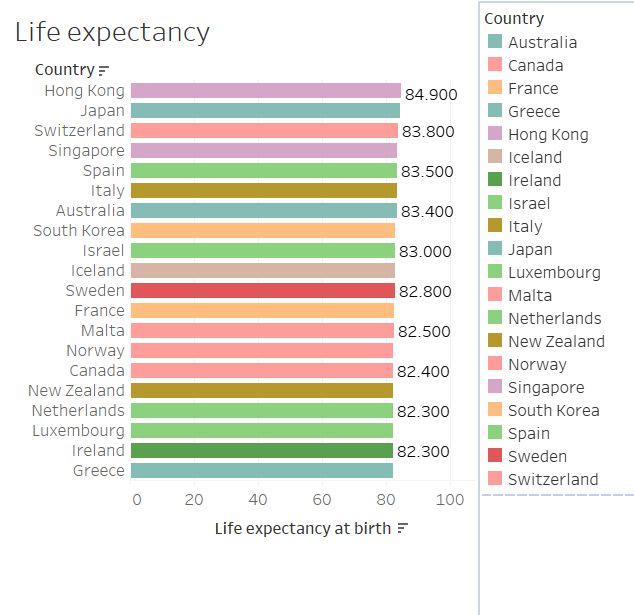 Life expectancy
Country
Hong Kong 84.900
Japan
Switzerland 83.800
Singapore
Spain 83.500
Italy
Australia 83.400
South Korea
Israel 83.000
Iceland
Sweden 82.800
France
Malta 82.500
Norway
Canada 82.400
New Zealand
Netherlands 82.300
Luxembourg
Ireland 82.300
Greece
0 20 40 60 80 100
Life expectancy at birth
Country
Australia
Canada
France
Greece
Hong Kong
Iceland
Ireland
Israel
Italy
Japan
Luxembourg
Malta
Netherlands
New Zealand
Norway
Singapore
South Korea
Spain
Sweden
Switzerland